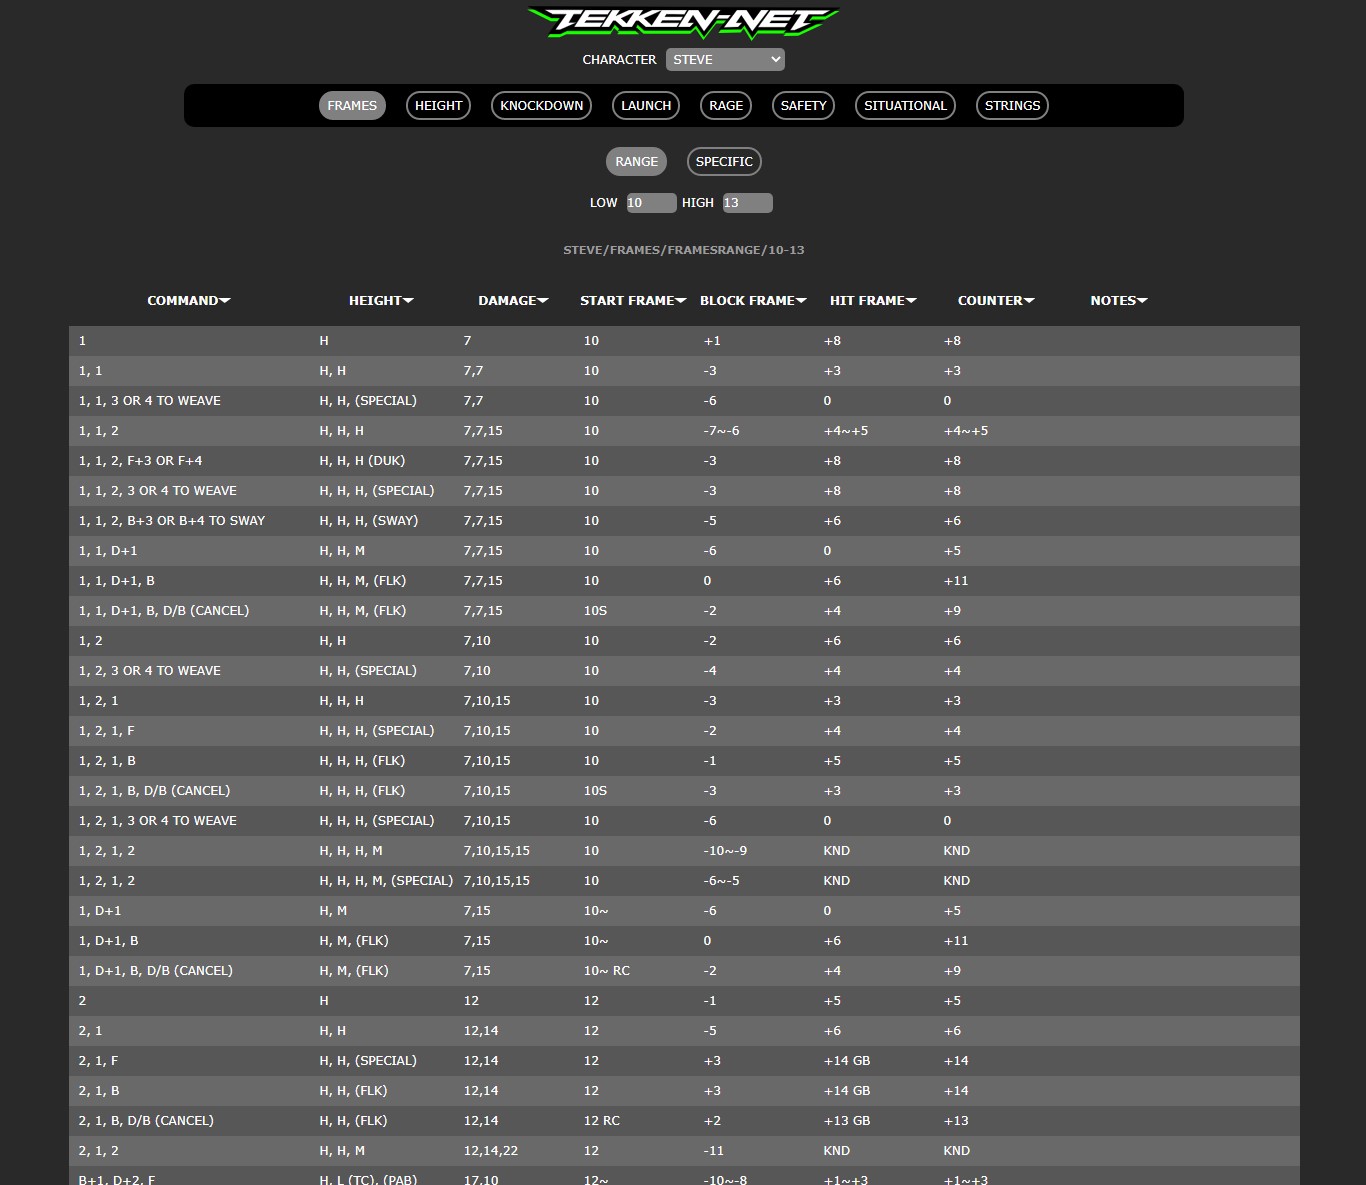 TEKKEN-NET
CHARACTER STEVE
FRAMES HEIGHT KNOCKDOWN LAUNCH RAGE SAFETY SITUATIONAL STRINGS
RANGE SPECIFIC
LOW 10 HIGH 13
STEVE/FRAMES/FRAMESRANGE/10-13
COMMAND HEIGHT DAMAGE START FRAME BLOCK FRAME HIT FRAME COUNTER NOTES
1 H 7 10 +1 +8 +8
1, 1 H, H 7,7 10 -3 +3 +3
1, 1, 3 OR 4 TO WEAVE H, H, (SPECIAL) 7,7 10 -6 0 0
1, 1, 2 H, H, H 7,7,15 10 -7~-6 +4~+5 +4~+5
1, 1, 2, F+3 OR F+4 H, H, H (DUK) 7,7,15 10 -3 +8 +8
1, 1, 2, 3 OR 4 TO WEAVE H, H, H, (SPECIAL) 7,7,15 10 -3 +8 +8
1, 1, 2, B+3 OR B+4 TO SWAY H, H, H, (SWAY) 7,7,15 10 -5 +6 +6
1, 1, D+1 H, H, M 7,7,15 10 -6 0 +5
1, 1, D+1, B H, H, M, (FLK) 7,7,15 10 0 +6 +11
1, 1, D+1, B, D/B (CANCEL) H, H, M, (FLK) 7,7,15 10S -2 +4 +9
1, 2 H, H 7,10 10 -2 +6 +6
1, 2, 3 OR 4 TO WEAVE H, H, (SPECIAL) 7,10 10 -4 +4 +4
1, 2, 1 H, H, H 7,10,15 10 -3 +3 +3
1, 2, 1, F H, H, H, (SPECIAL) 7,10,15 10 -2 +4 +4
1, 2, 1, B H, H, H, (FLK) 7,10,15 10 -1 +5 +5
1, 2, 1, B, D/B (CANCEL) H, H, H, (FLK) 7,10,15 10S -3 +3 +3
1, 2, 1, 3 OR 4 TO WEAVE H, H, H, (SPECIAL) 7,10,15 10 -6 0 0
1, 2, 1, 2 H, H, H, M 7,10,15,15 10 -10~-9 KND KND
1, 2, 1, 2 H, H, H, M, (SPECIAL) 7,10,15,15 10 -6~-5 KND KND
1, D+1 H, M 7,15 10~ -6 0 +5
1, D+1, B H, M, (FLK) 7,15 10~ 0 +6 +11
1, D+1, B, D/B (CANCEL) H, M, (FLK) 7,15 10~ RC -2 +4 +9
2 H 12 12 -1 +5 +5
2, 1 H, H 12,14 12 -5 +6 +6
2, 1, F H, H, (SPECIAL) 12,14 12 +3 +14 GB +14
2, 1, B H, H, (FLK) 12,14 12 +3 +14 GB +14
2, 1, B, D/B (CANCEL) H, H, (FLK) 12,14 12 RC +2 +13 GB +13
2, 1, 2 H, H, M 12,14,22 12 -11 KND KND
B+1, D+2, F H, L (TC), (PAB) 17,10 12~ -10~-8 +1~+3 +1~+3